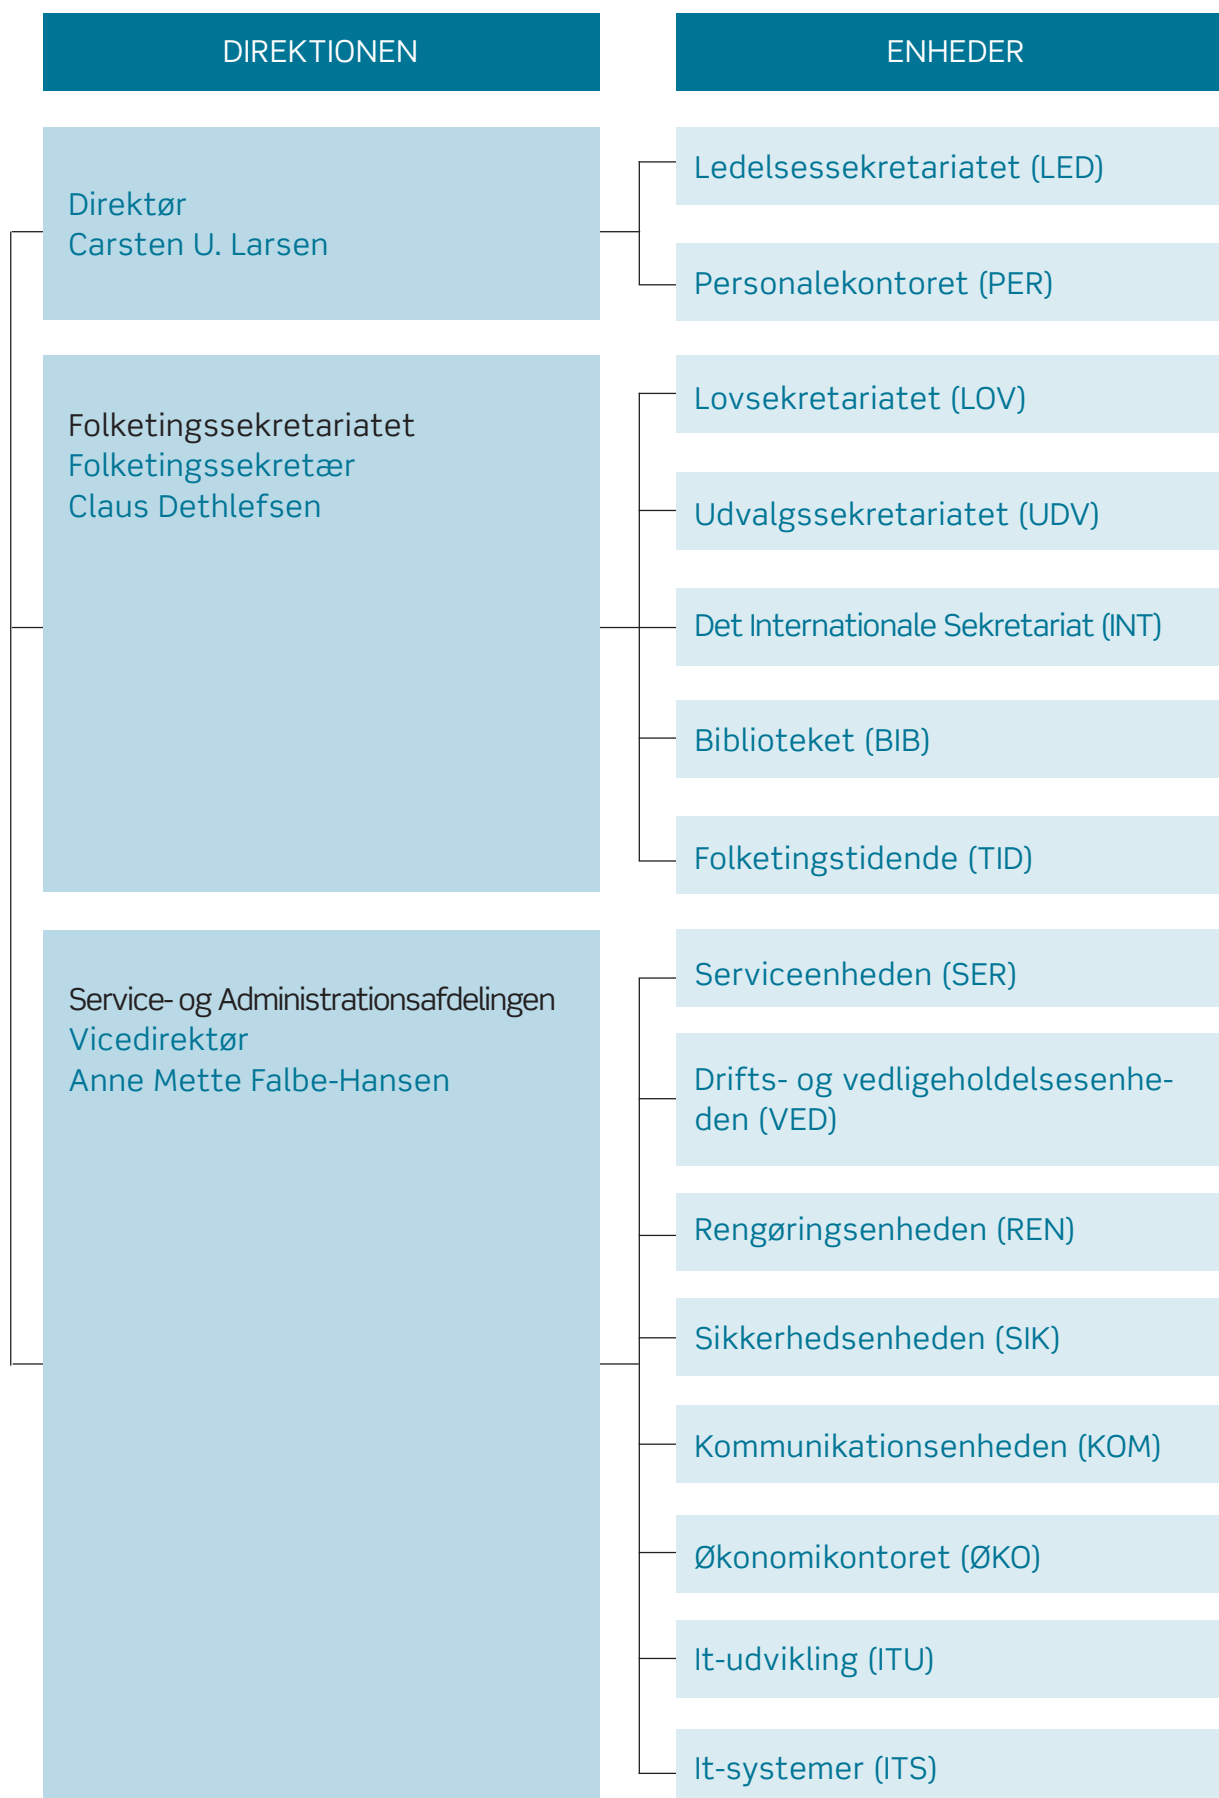 DIREKTIONEN
ENHEDER
Direktør
Carsten U. Larsen
Ledelsessekretariatet (LED)
Personalekontoret (PER)
Folketingssekretariatet
Folketingssekretær
Claus Dethlefsen
Lovsekretariatet (LOV)
Udvalgssekretariatet (UDV)
Det Internationale Sekretariat (INT)
Biblioteket (BIB)
Folketingstidende (TID)
Service- og Administrationsafdelingen
Vicedirektør
Anne Mette Falbe-Hansen
Serviceenheden (SER)
Drifts- og vedligeholdelsesenhe-
den (VED)
Rengøringsenheden (REN)
Sikkerhedsenheden (SIK)
Kommunikationsenheden (KOM)
Økonomikontoret (ØKO)
It-udvikling (ITU)
It-systemer (ITS)